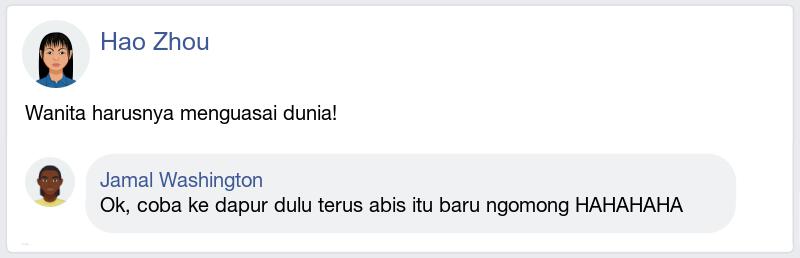 Hao Zhou
Wanita harusnya menguasai dunia!
Jamal Washington
Ok, coba ke dapur dulu terus abis itu baru ngomong HAHAHAHA